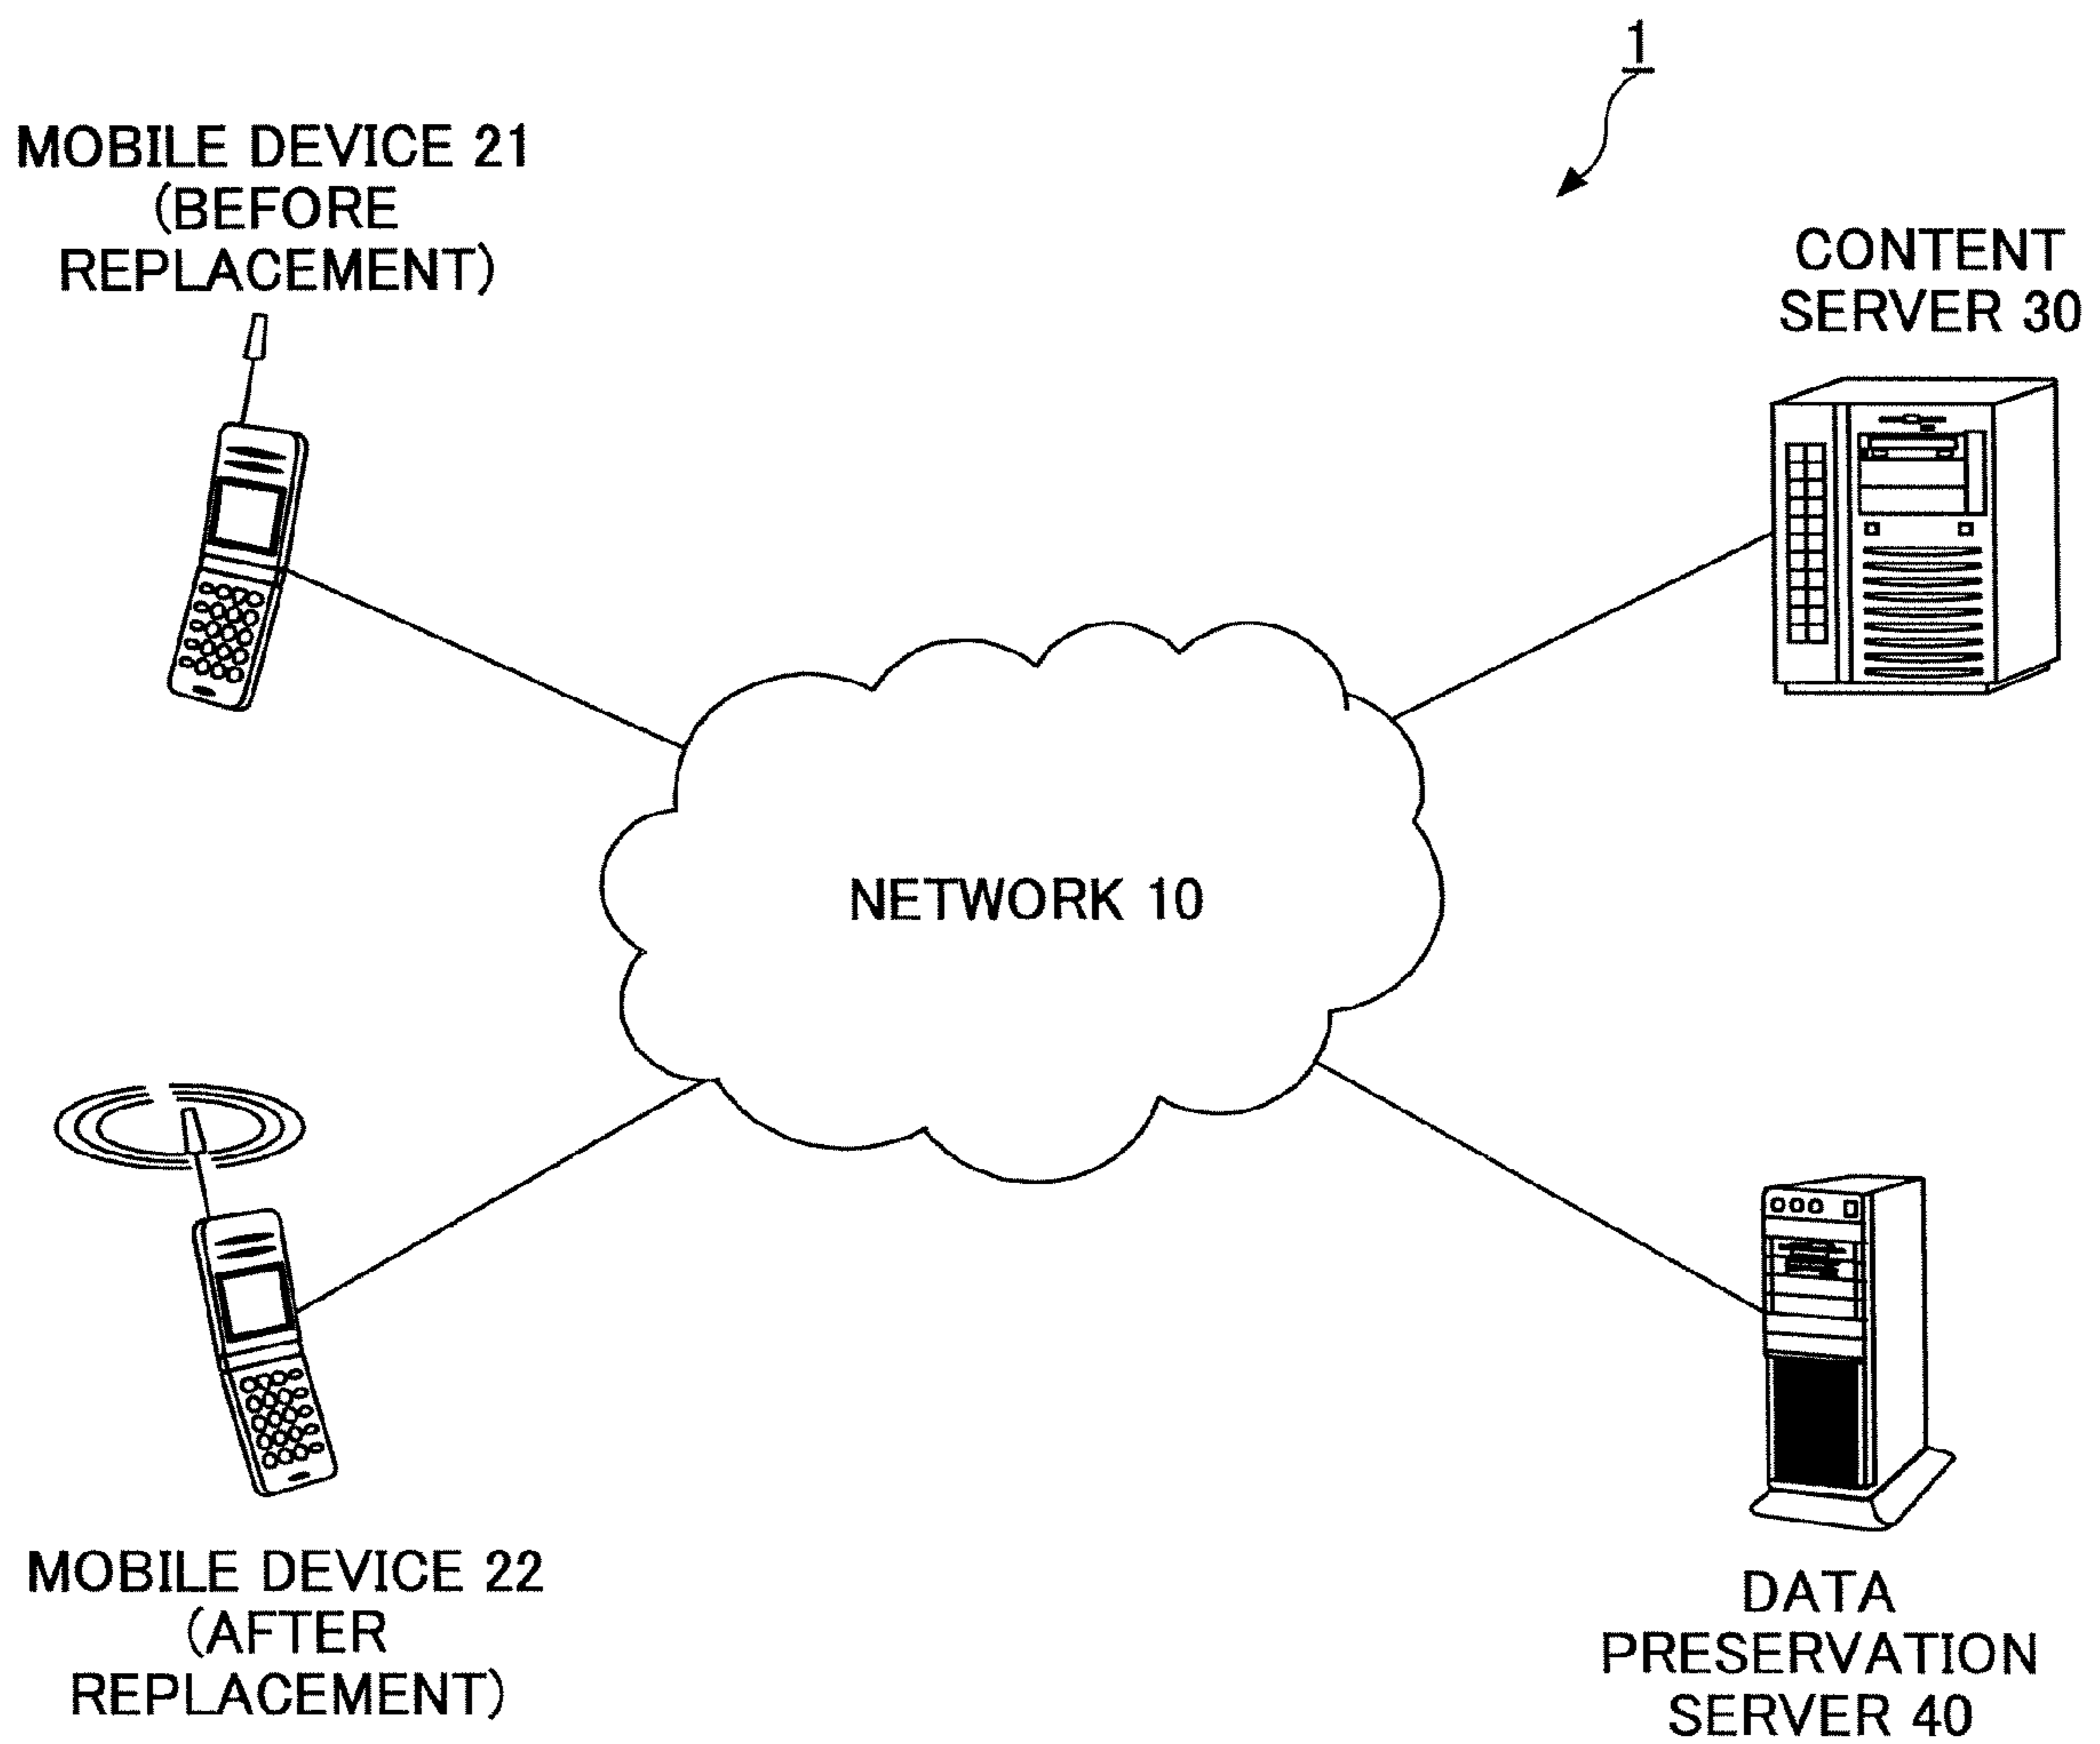 1
MOBILE DEVICE 21
(BEFORE
REPLACEMENT)
CONTENT
SERVER 30
NETWORK 10
MOBILE DEVICE 22
(AFTER
REPLACEMENT)
DATA
PRESERVATION
SERVER 40